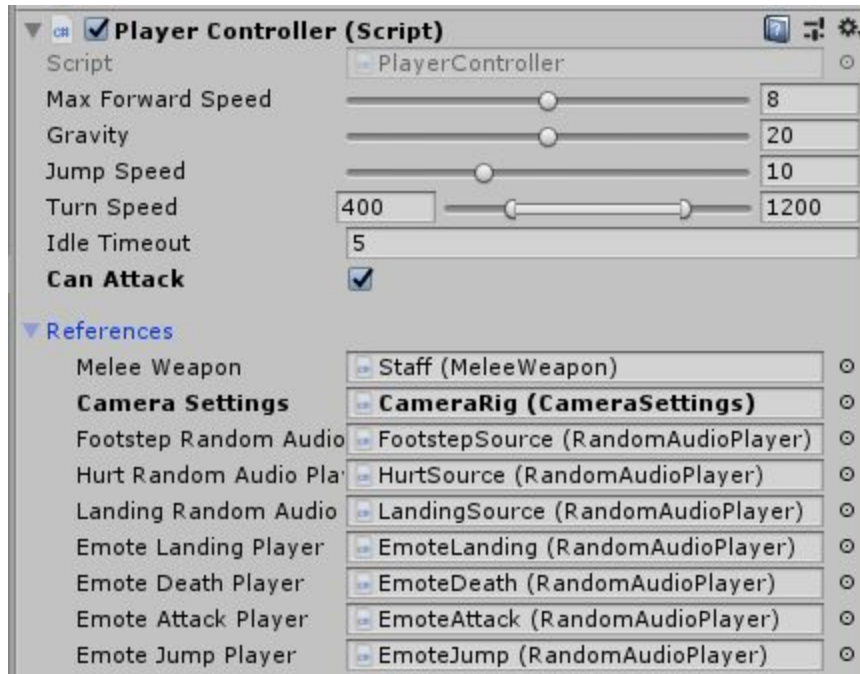 Player Controller (Script)
Script PlayerController
Max Forward Speed 8
Gravity 20
Jump Speed 10
Turn Speed 400 1200
Idle Timeout 5
Can Attack
References
Melee Weapon Staff (MeleeWeapon)
Camera Settings CameraRig (CameraSettings)
Footstep Random Audio FootstepSource (RandomAudioPlayer)
Hurt Random Audio Pla HurtSource (RandomAudioPlayer)
Landing Random Audio LandingSource (RandomAudioPlayer)
Emote Landing Player EmoteLanding (RandomAudioPlayer)
Emote Death Player EmoteDeath (RandomAudioPlayer)
Emote Attack Player EmoteAttack (RandomAudioPlayer)
Emote Jump Player EmoteJump (RandomAudioPlayer)